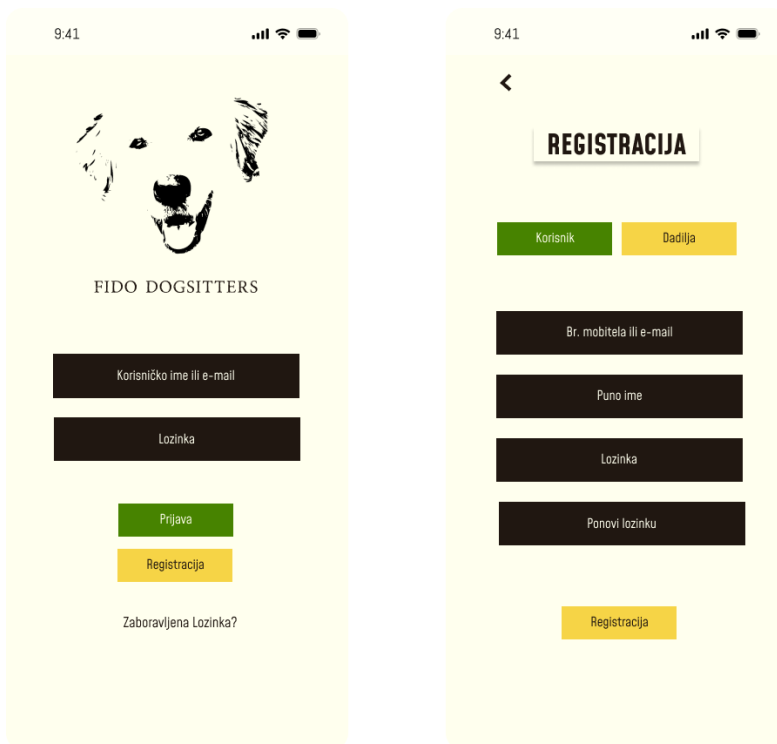 9:41
FIDO DOGSITTERS
Korisničko ime ili e-mail
Lozinka
Prijava
Registracija
Zaboravljena Lozinka?
9:41
REGISTRACIJA
Korisnik
Dadilja
Br. mobitela ili e-mail
Puno ime
Lozinka
Ponovi lozinku
Registracija